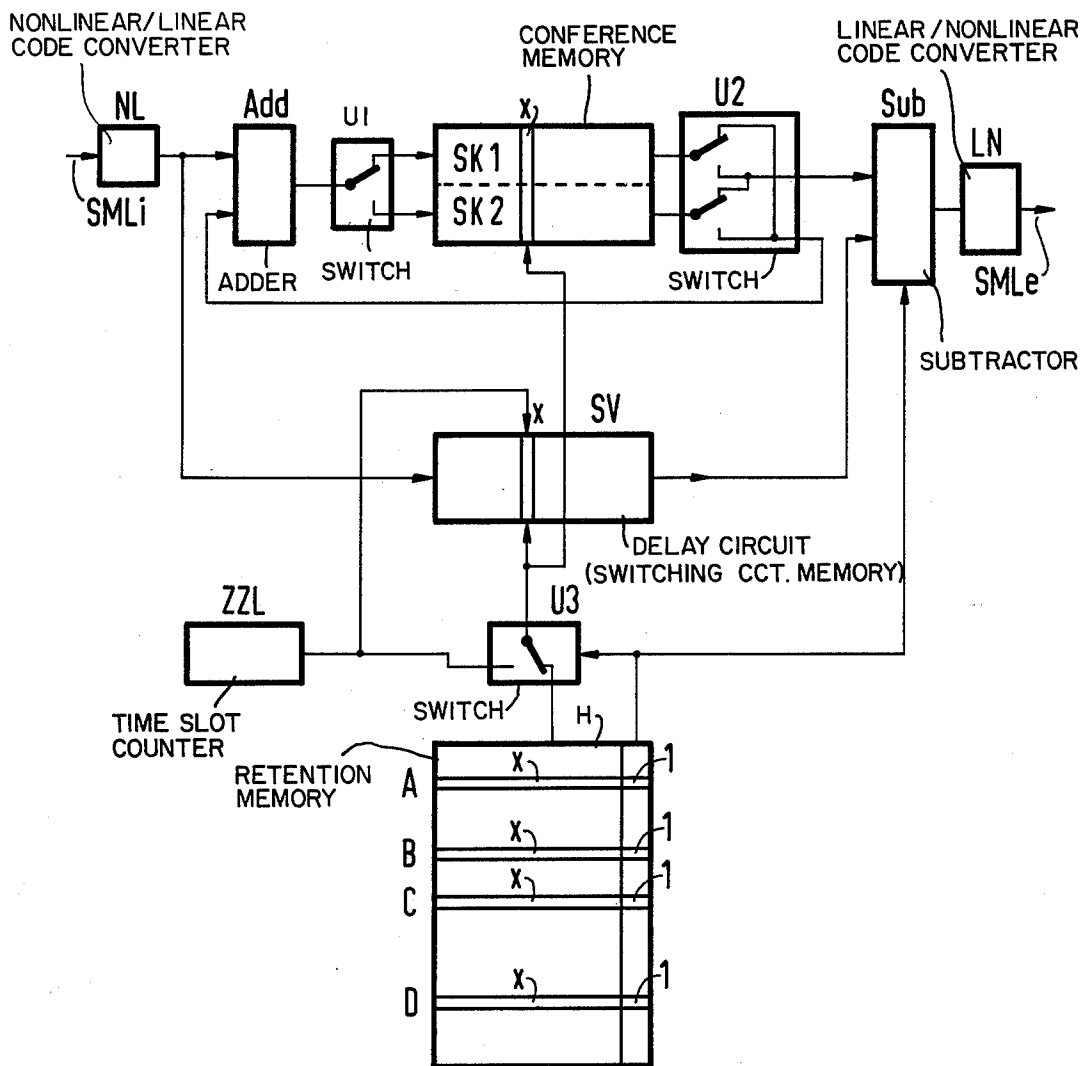 NONLINEAR/LINEAR
CODE CONVERTER
CONFERENCE
MEMORY
LINEAR/NONLINEAR
CODE CONVERTER
NL
Add
U1
x
U2
Sub
LN
SK1
SK2
SMLi
SMLe
ADDER
SWITCH
SWITCH
SUBTRACTOR
x
SV
DELAY CIRCUIT
(SWITCHING CCT. MEMORY)
ZZL
U3
TIME SLOT
COUNTER
SWITCH
H
RETENTION
MEMORY
A
x
1
B
x
1
C
x
1
D
x
1